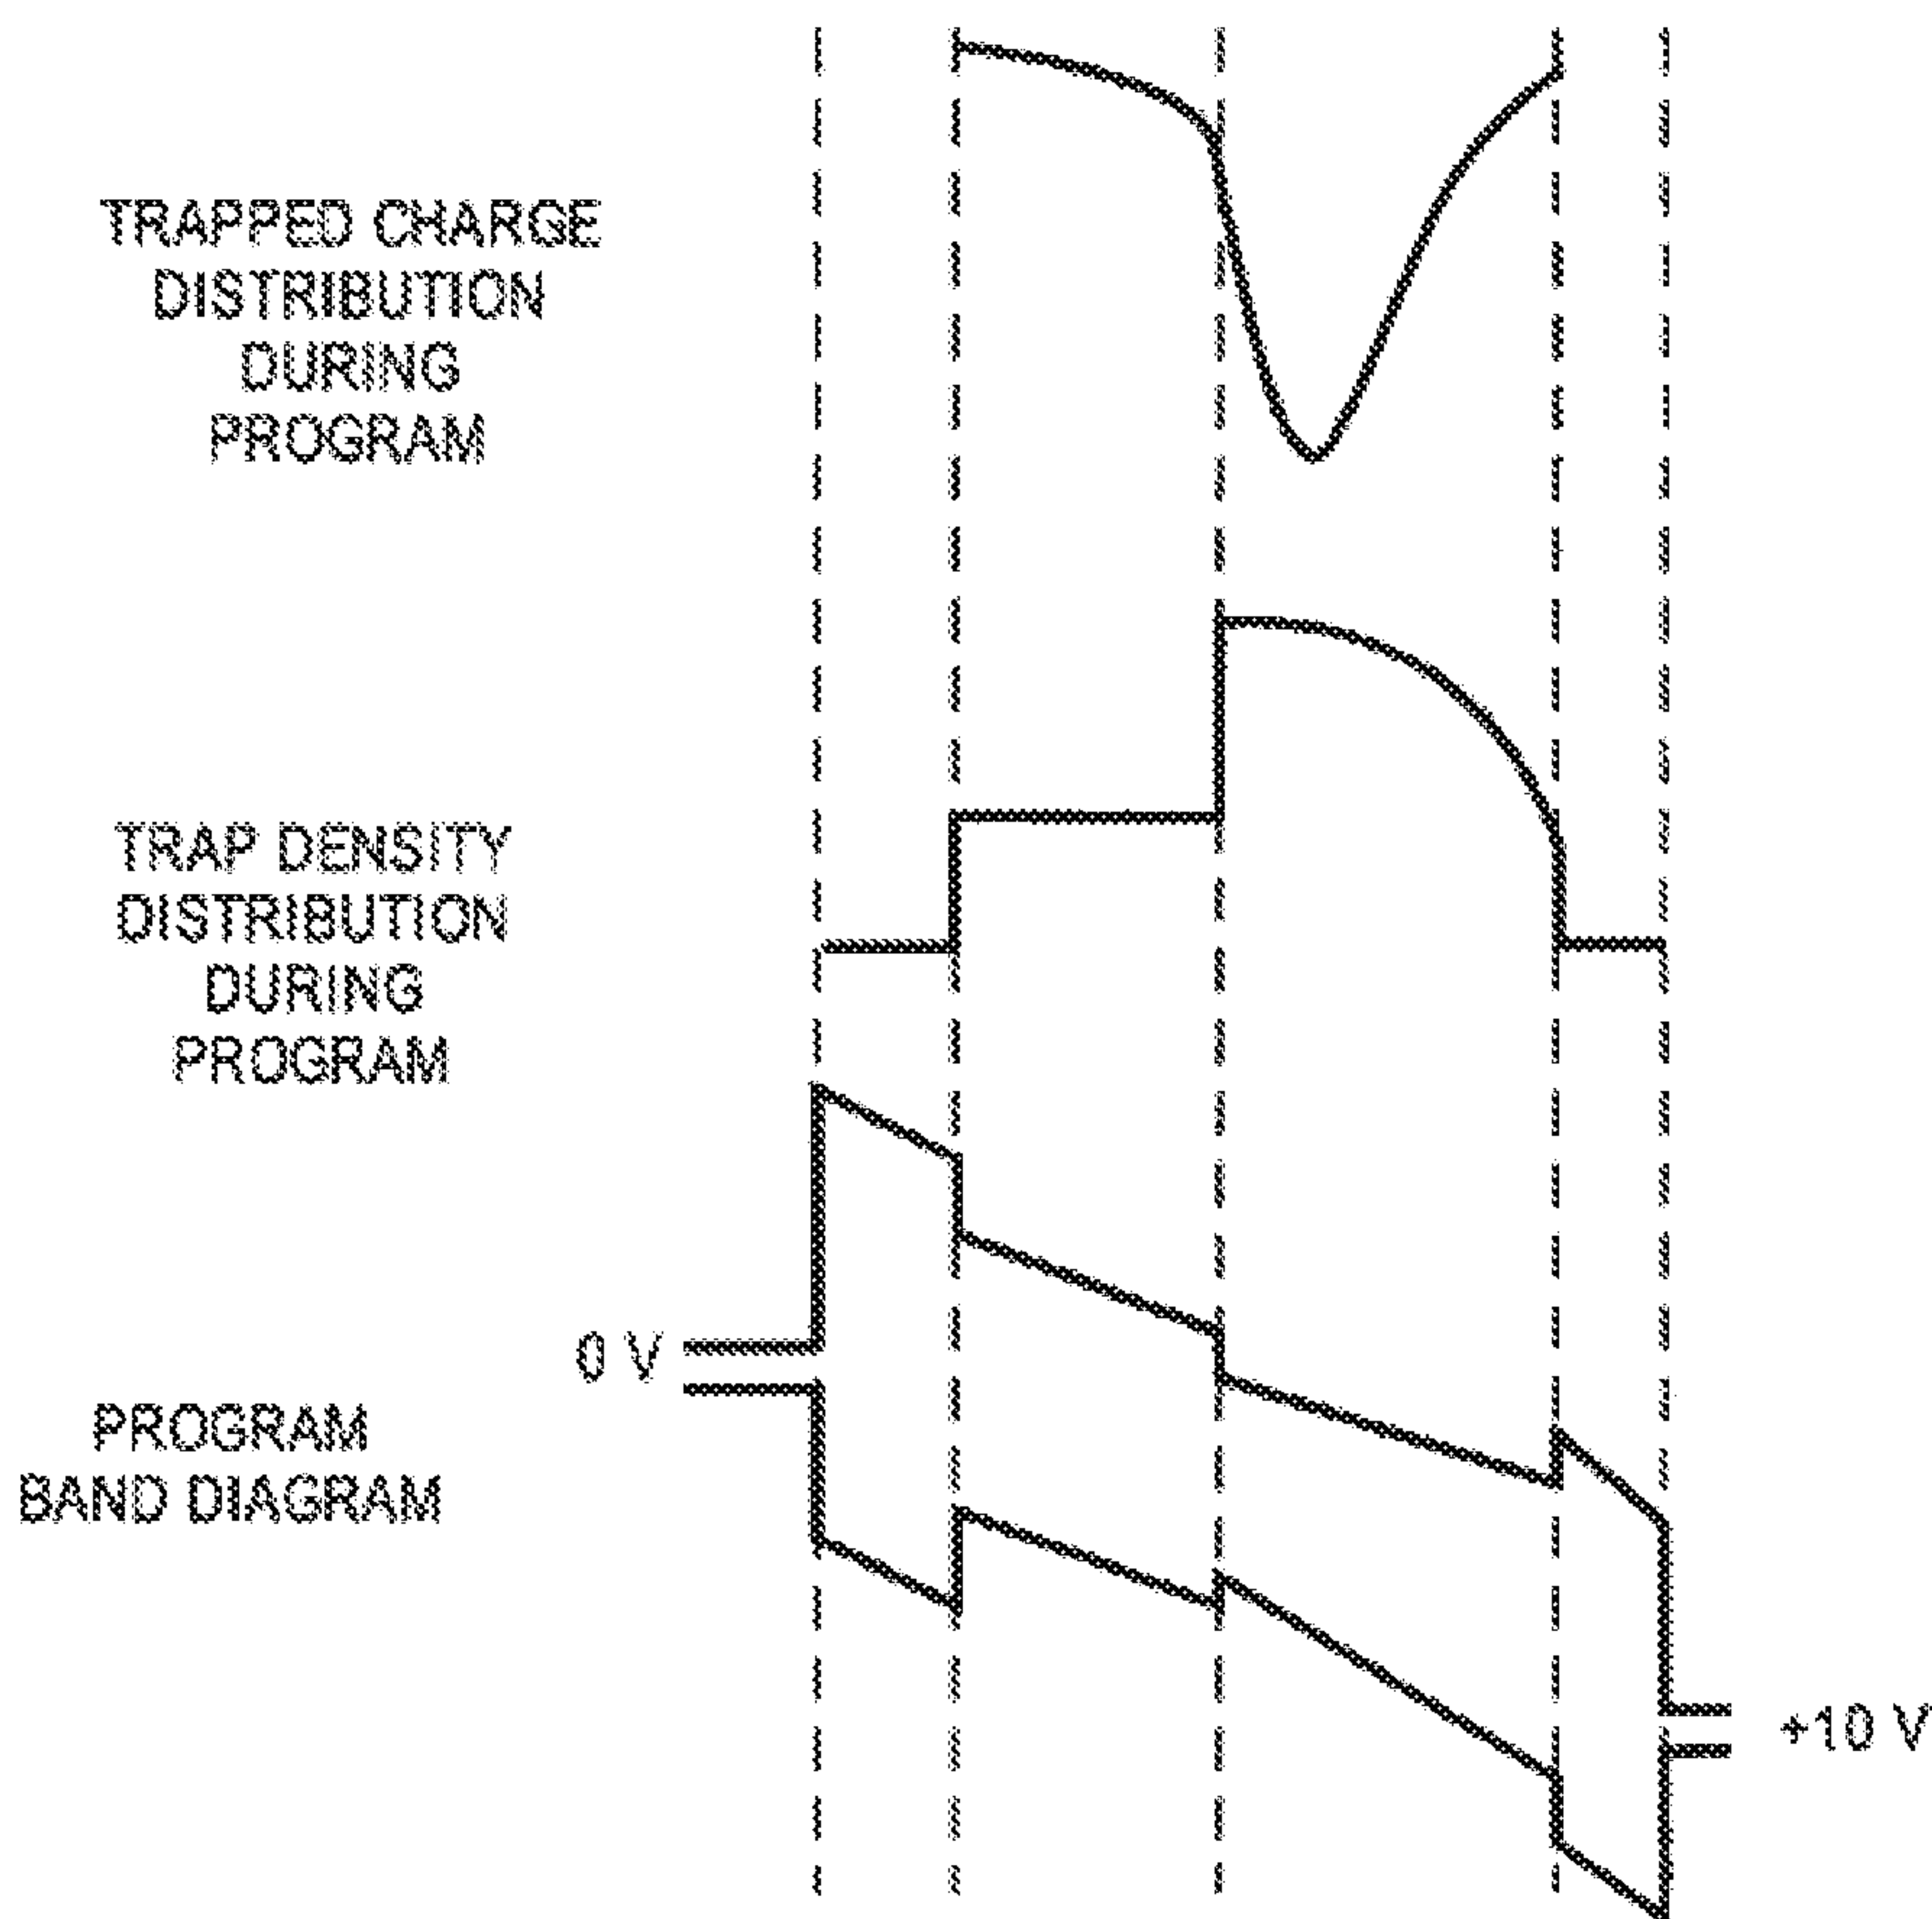 TRAPPED CHARGE
DISTRIBUTION
DURING
PROGRAM
TRAP DENSITY
DISTRIBUTION
DURING
PROGRAM
0 V
PROGRAM
BAND DIAGRAM
+10 V